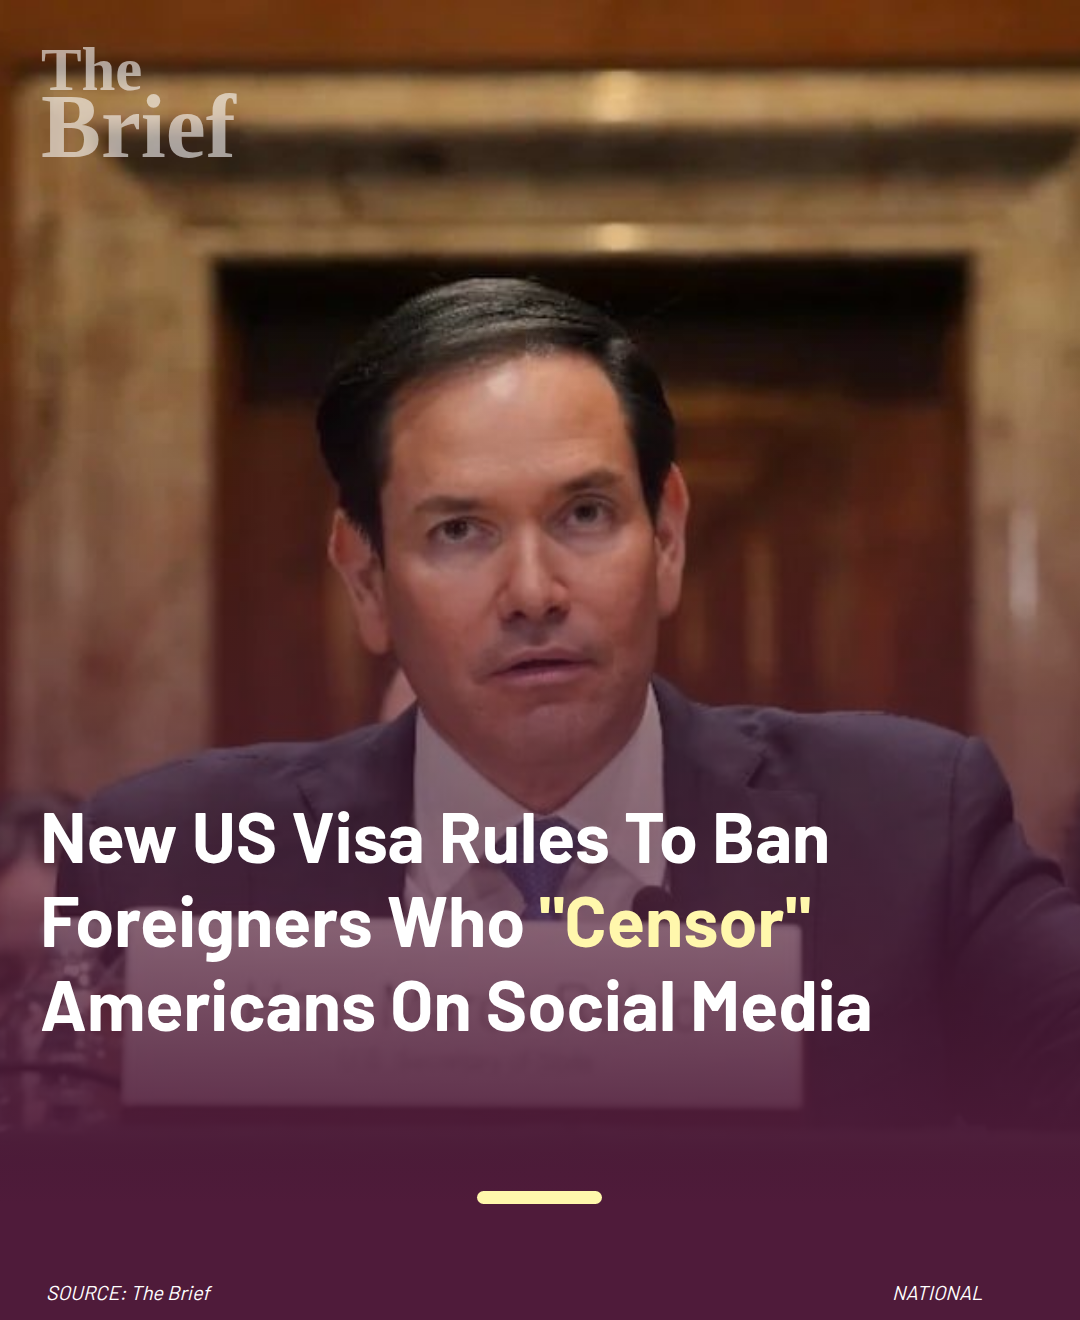 The
Brief
New US Visa Rules To Ban
Foreigners Who "Censor"
Americans On Social Media
SOURCE: The Brief
NATIONAL